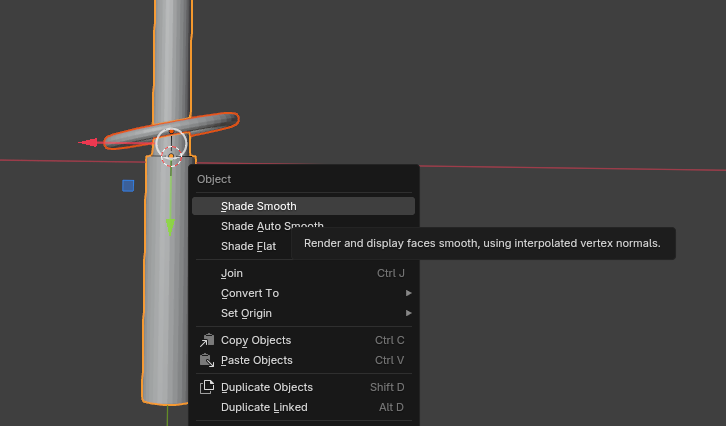 Object
Shade Smooth
Shade Auto Smooth
Shade Flat
Render and display faces smooth, using interpolated vertex normals.
Join Ctrl J
Convert To
Set Origin
Copy Objects Ctrl C
Paste Objects Ctrl V
Duplicate Objects Shift D
Duplicate Linked Alt D